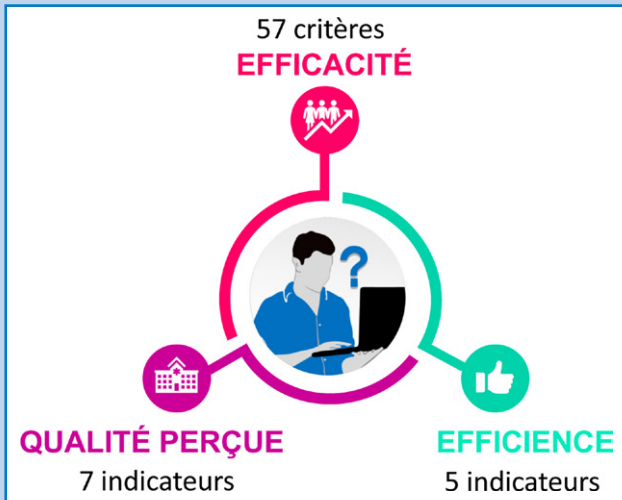 57 critères
EFFICACITÉ
?
QUALITÉ PERÇUE
7 indicateurs
EFFICIENCE
5 indicateurs